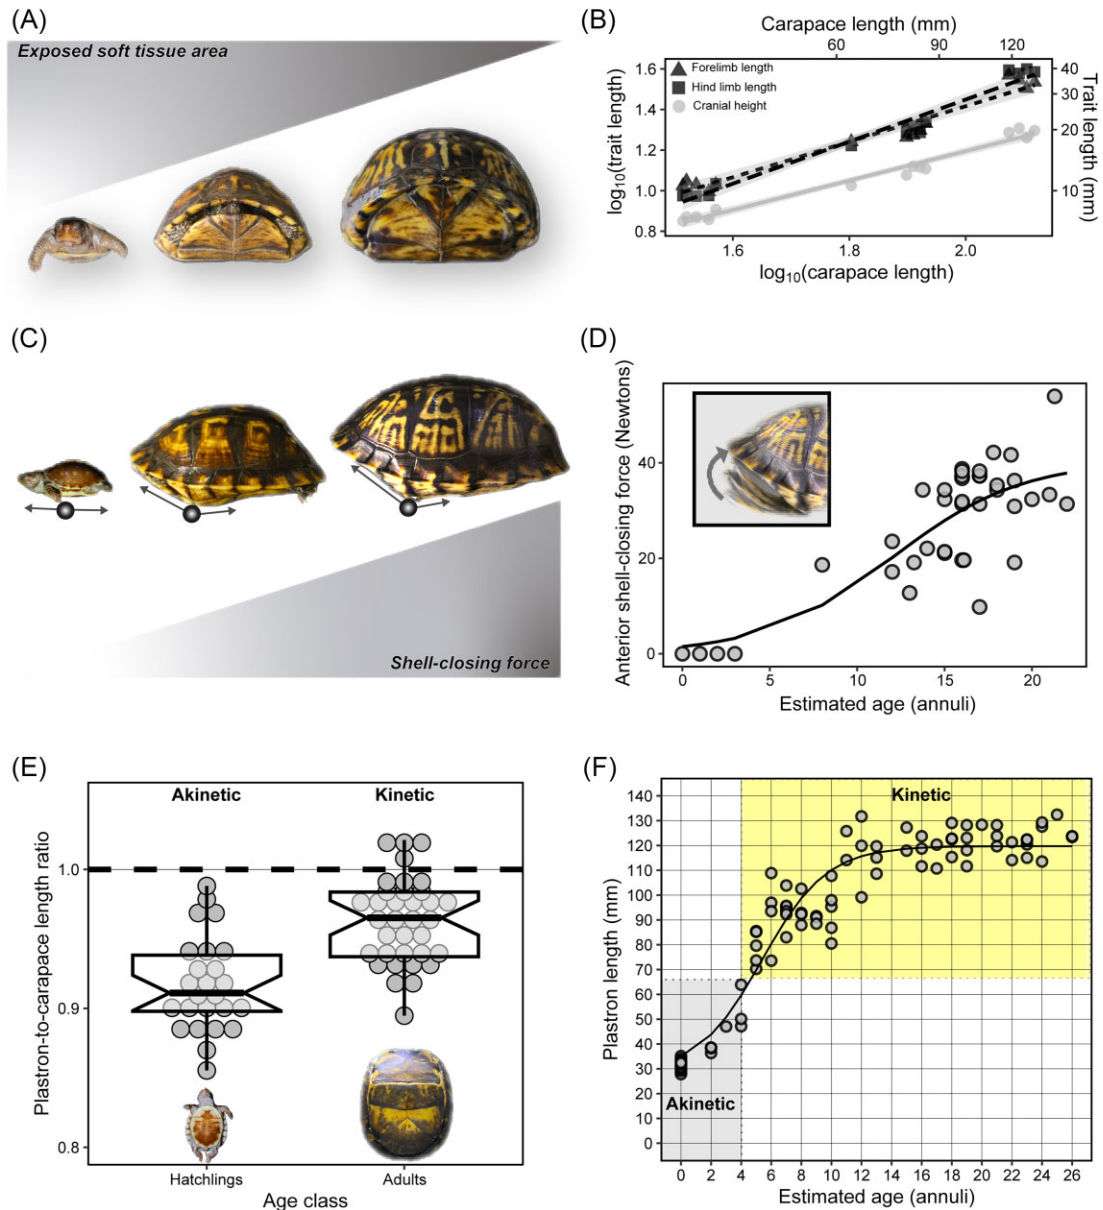 (A)
Exposed soft tissue area
(B)
Carapace length (mm)
64 90 120
1.6
1.4
1.2
1.0
0.8
log10(trait length)
Forelimb length
Hind limb length
Cranial height
40
30
20
10
Trait length (mm)
1.6 1.8 2.0
log10(carapace length)
(C)
Shell-closing force
(D)
Anterior shell-closing force (Newtons)
40
20
0
0 5 10 15 20
Estimated age (annuli)
(E)
Akinetic Kinetic
Plastron-to-carapace length ratio
1.0
0.9
0.8
Hatchlings Adults
Age class
(F)
Kinetic
Plastron length (mm)
140
130
120
110
100
90
80
70
60
50
40
30
20
10
0
Akinetic
0 2 4 6 8 10 12 14 16 18 20 22 24 26
Estimated age (annuli)